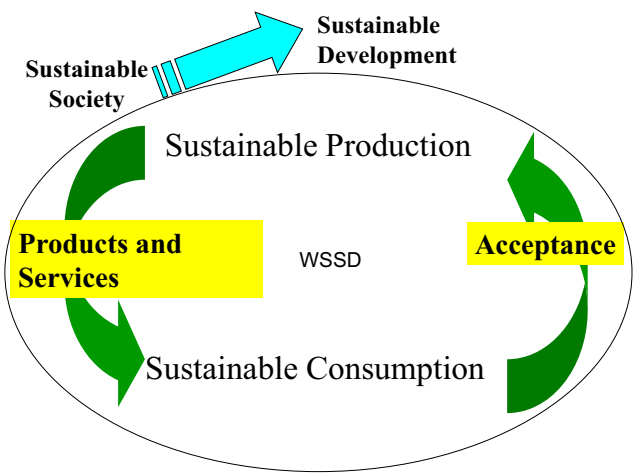 Sustainable
Development
Sustainable
Society
Sustainable Production
Products and
Services
WSSD
Acceptance
Sustainable Consumption